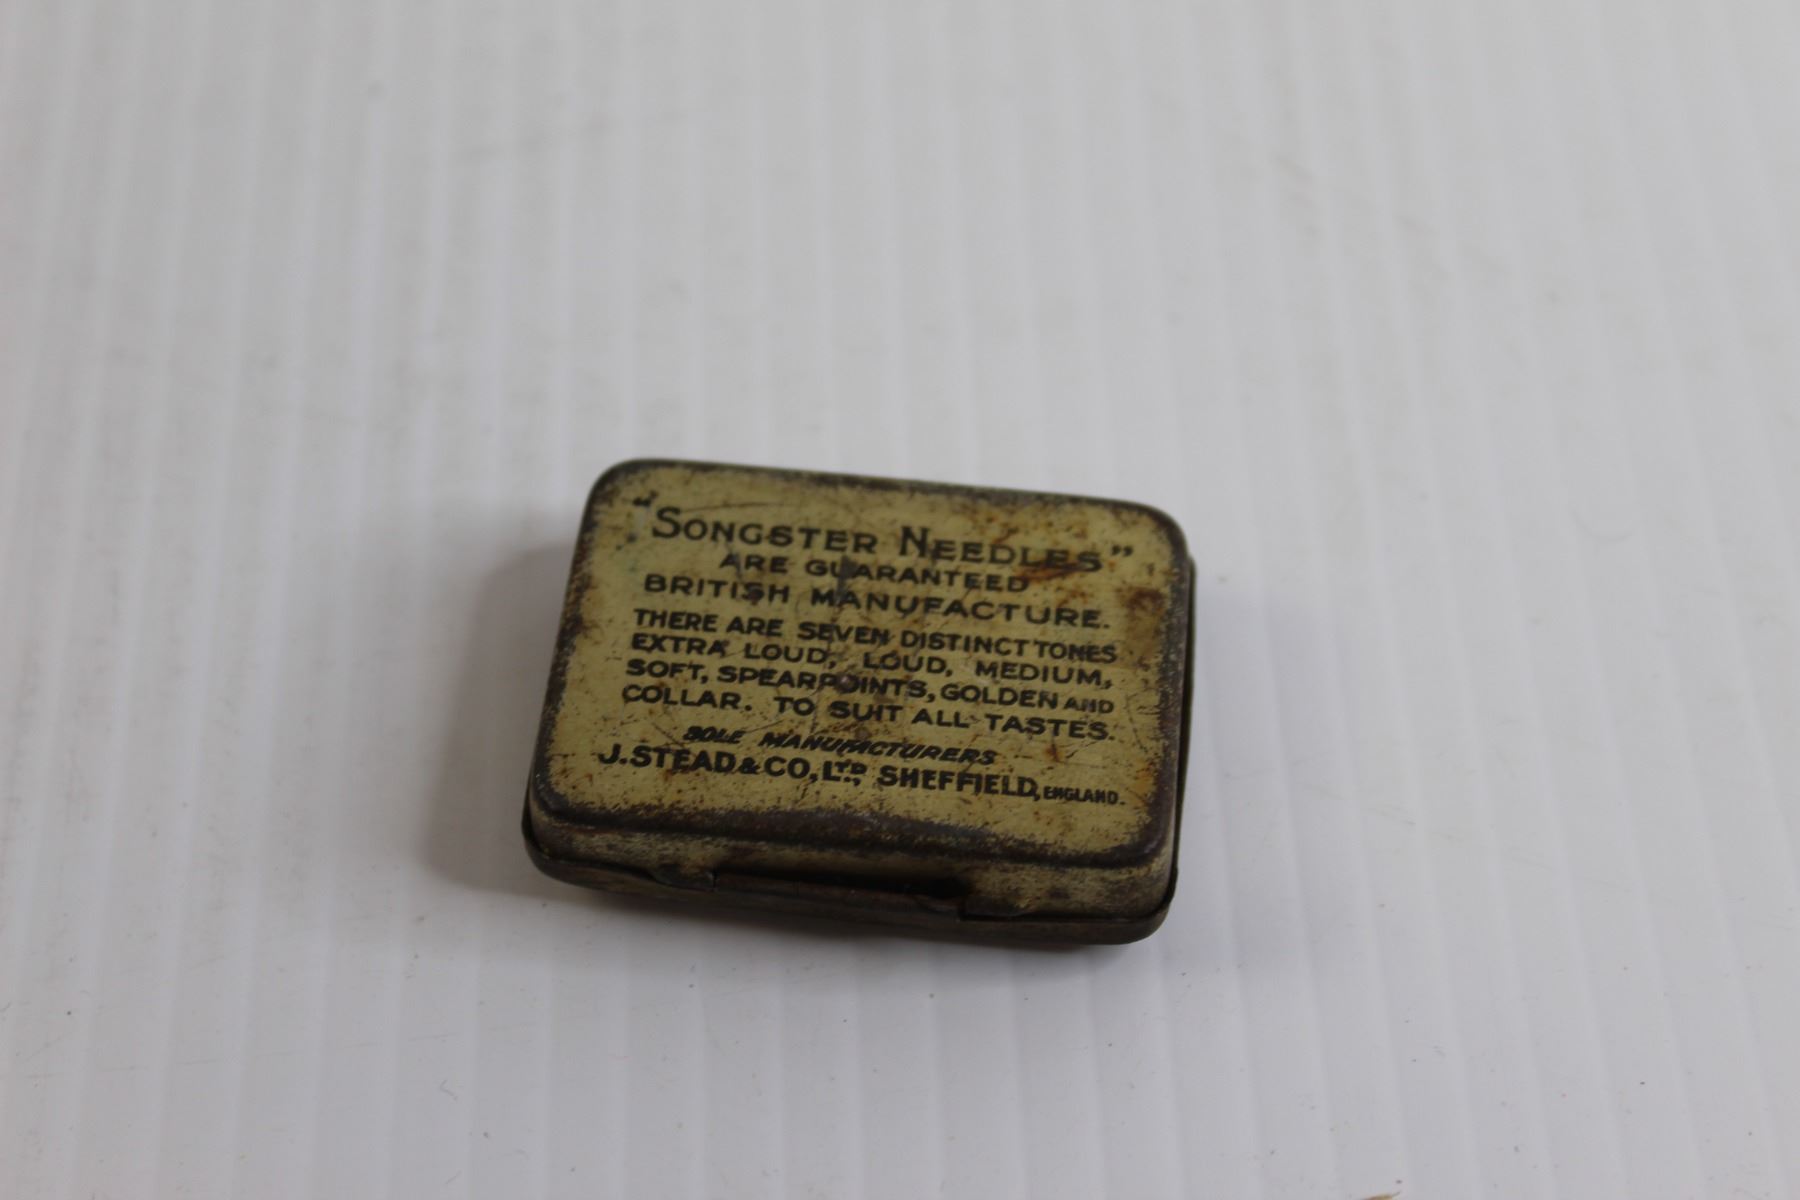 "SONGSTER NEEDLES"
ARE GUARANTEED
BRITISH MANUFACTURE.
THERE ARE SEVEN DISTINCT TONES
EXTRA LOUD, LOUD, MEDIUM,
SOFT, SPEARPOINTS, GOLDEN AND
COLLAR. TO SUIT ALL TASTES.
SOLE MANUFACTURERS
J. STEAD & CO, LTD, SHEFFIELD, ENGLAND.